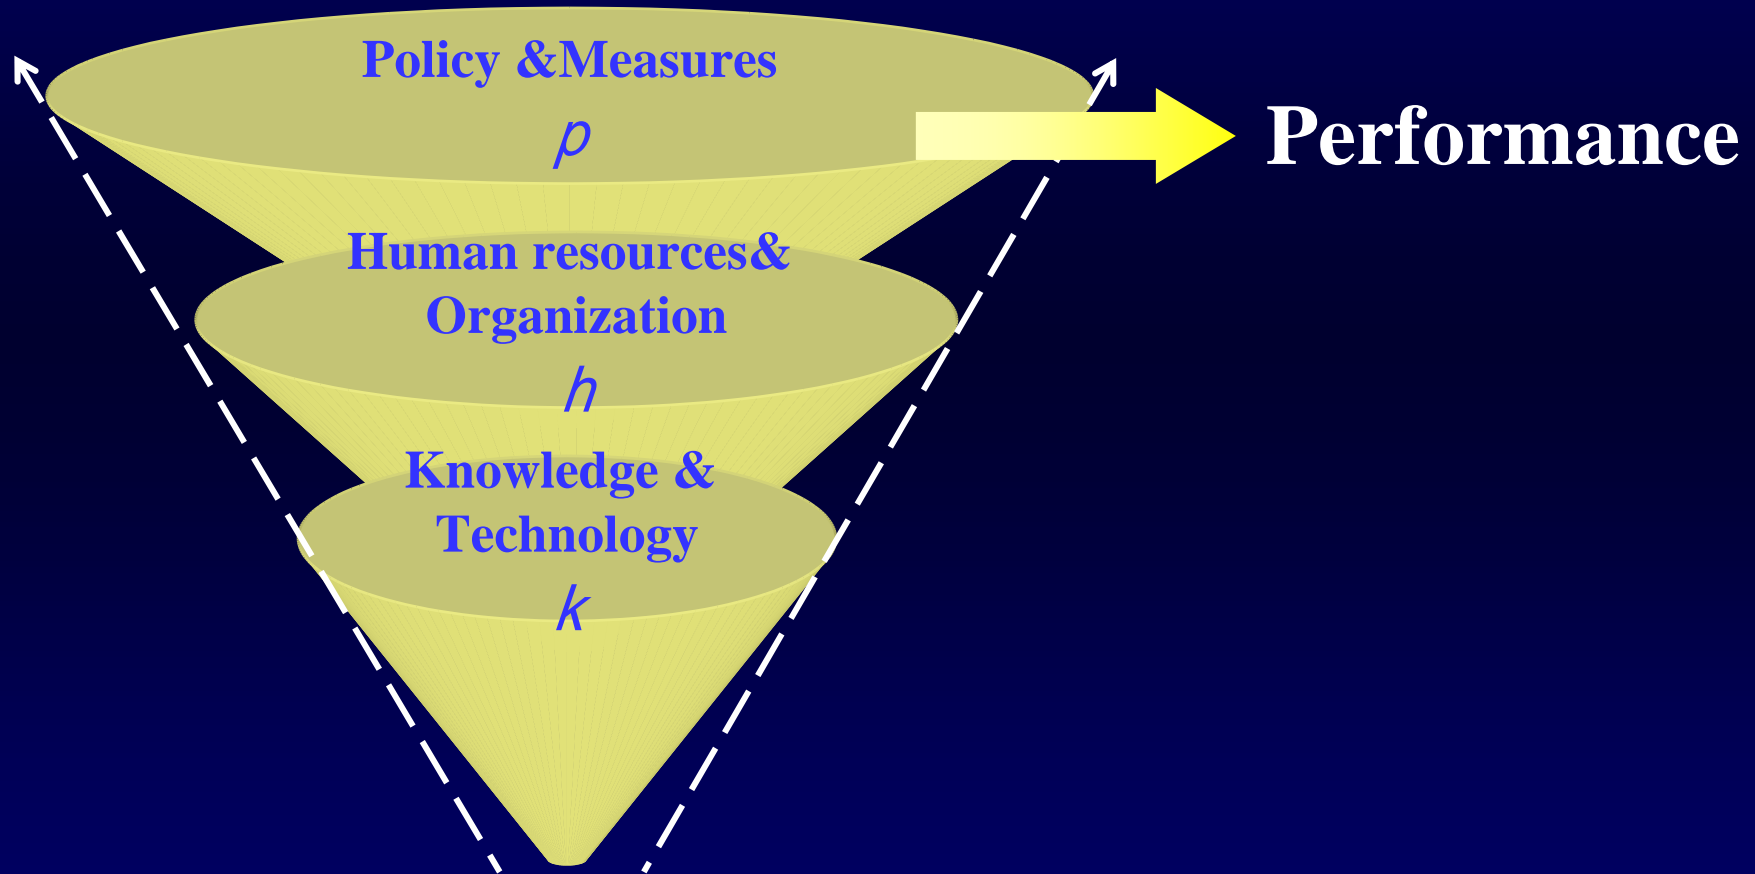 Policy &Measures
p
Performance
Human resources&
Organization
h
Knowledge &
Technology
k